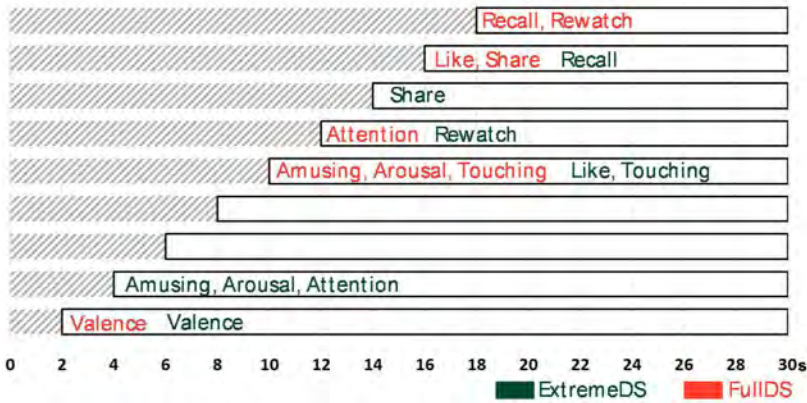 Recall, Rewatch
Like, Share Recall
Share
Attention Rewatch
Amusing, Arousal, Touching Like, Touching
Amusing, Arousal, Attention
Valence Valence
0 2 4 6 8 10 12 14 16 18 20 22 24 26 28 30s
ExtremeDS FullDS